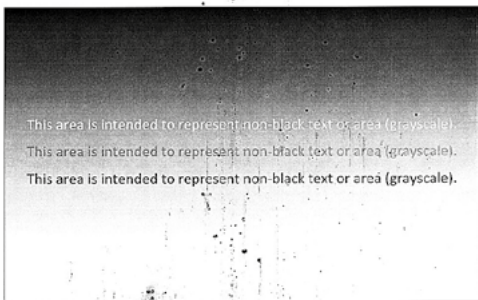 This area is intended to represent non-black text or area (grayscale).
This area is intended to represent non-black text or area (grayscale).
This area is intended to represent non-black text or area (grayscale).